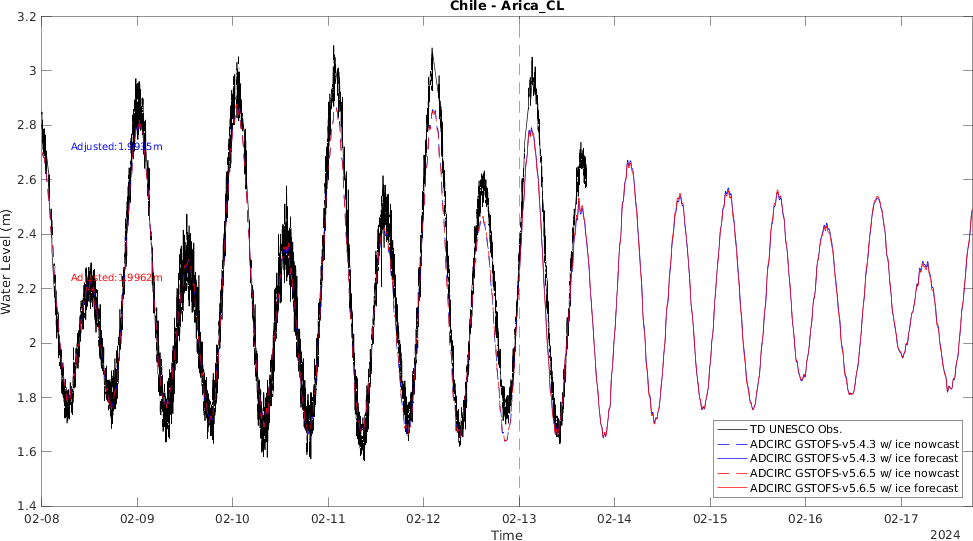 Chile - Arica_CL
3.2
3
2.8
2.6
2.4
2.2
2
1.8
1.6
1.4
Water Level (m)
Adjusted:1.9935m
Adjusted:1.9962m
TD UNESCO Obs.
ADCIRC GSTOFS-v5.4.3 w/ ice nowcast
ADCIRC GSTOFS-v5.4.3 w/ ice forecast
ADCIRC GSTOFS-v5.6.5 w/ ice nowcast
ADCIRC GSTOFS-v5.6.5 w/ ice forecast
02-08 02-09 02-10 02-11 02-12 02-13 02-14 02-15 02-16 02-17
Time
2024